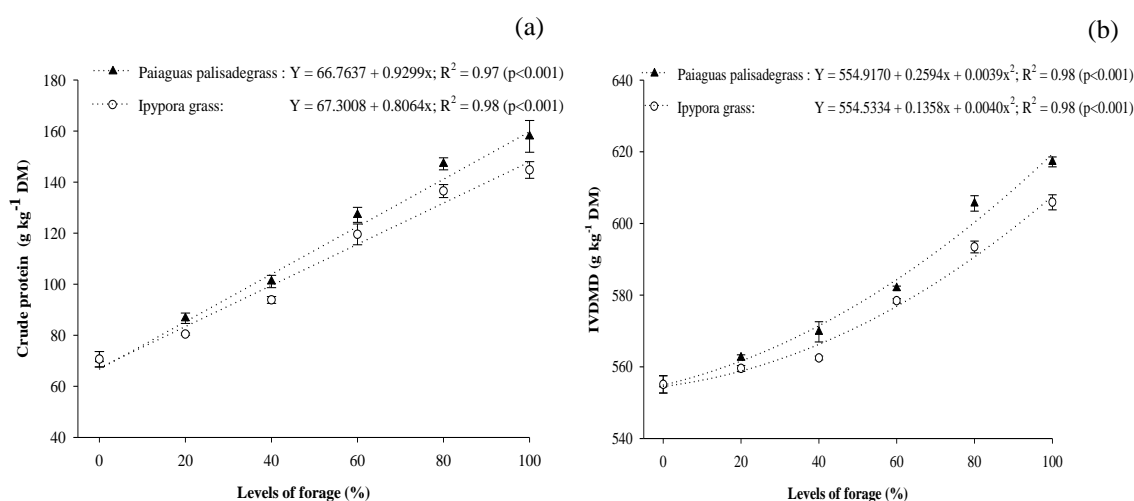 (a)
Paiaguas palisadegrass : Y = 66.7637 + 0.9299x; R² = 0.97 (p<0.001)
Ipypora grass: Y = 67.3008 + 0.8064x; R² = 0.98 (p<0.001)
Crude protein (g kg⁻¹ DM)
180
160
140
120
100
80
60
40
0 20 40 60 80 100
Levels of forage (%)
(b)
Paiaguas palisadegrass : Y = 554.9170 + 0.2594x + 0.0039x²; R² = 0.98 (p<0.001)
Ipypora grass: Y = 554.5334 + 0.1358x + 0.0040x²; R² = 0.98 (p<0.001)
IVDMD (g kg⁻¹ DM)
640
620
600
580
560
540
0 20 40 60 80 100
Levels of forage (%)